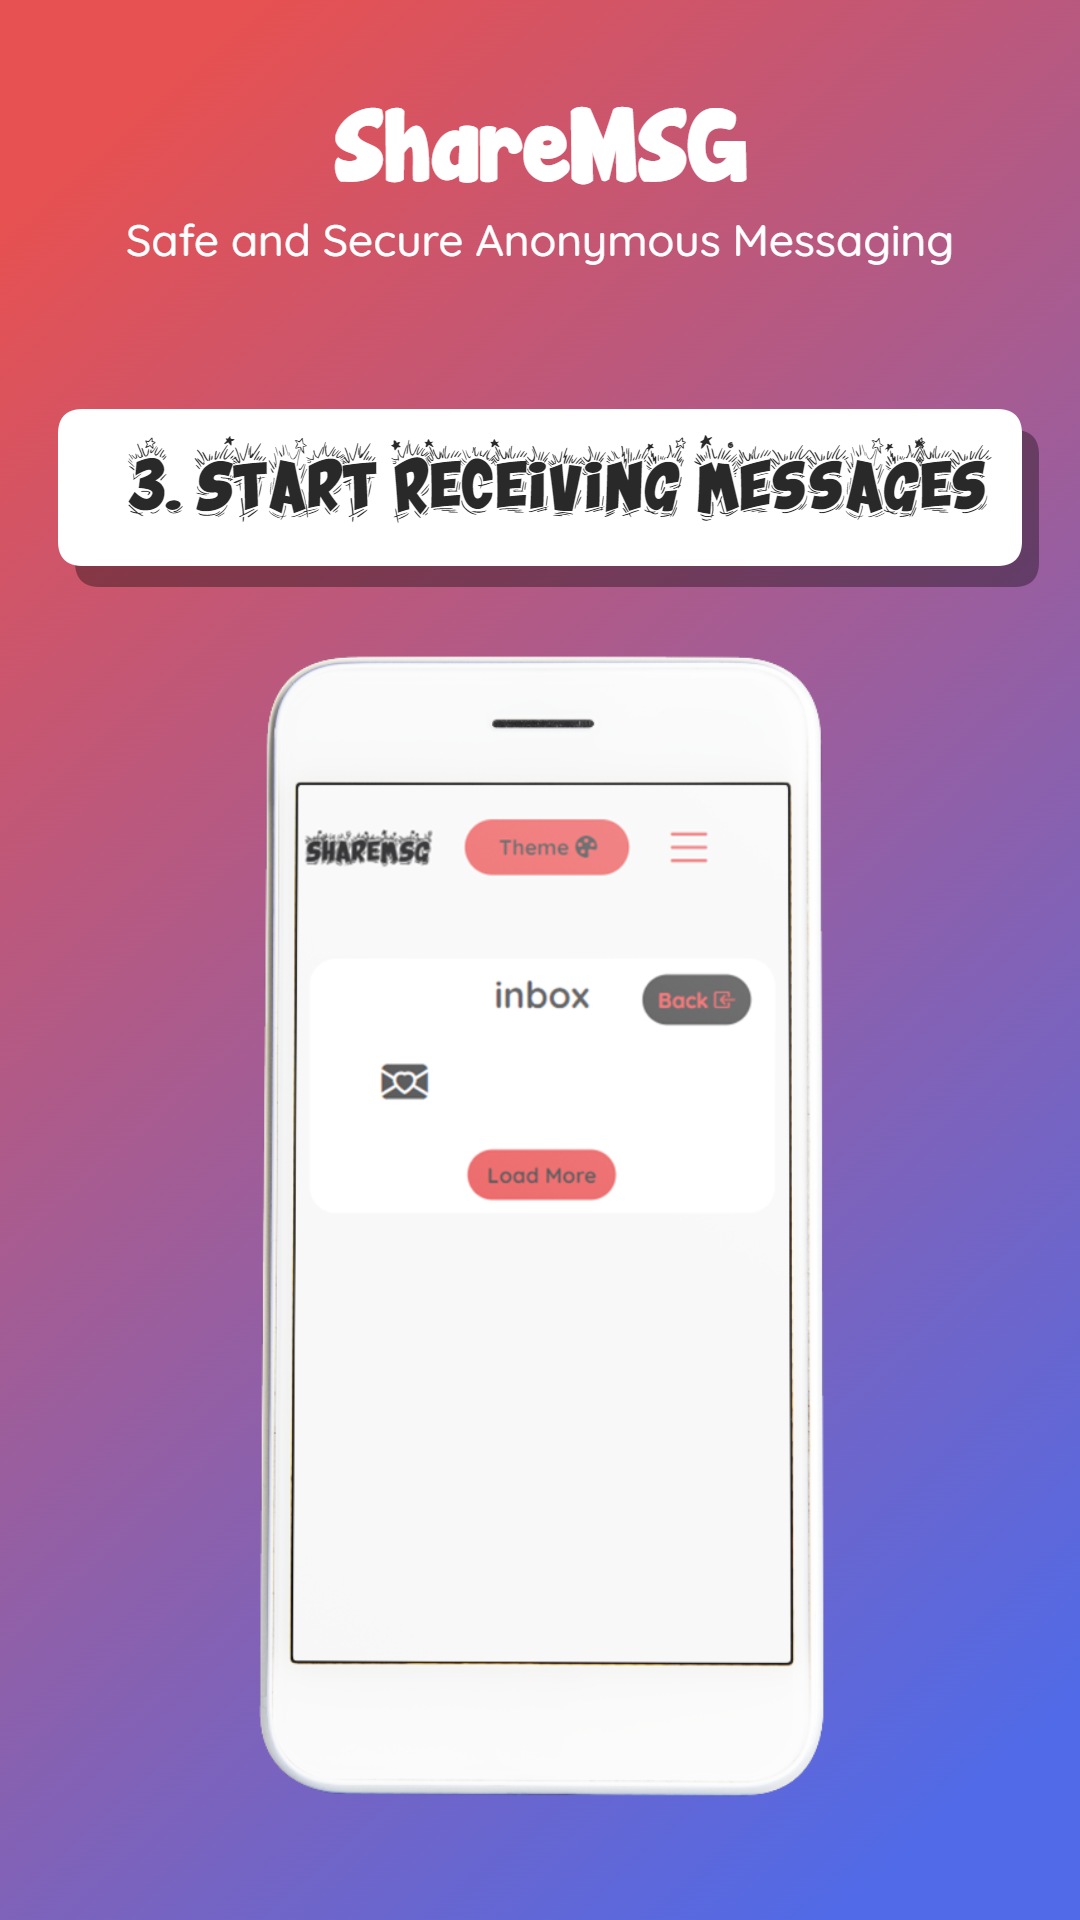 ShareMSG
Safe and Secure Anonymous Messaging
3. START RECEiViNG MESSAGES
SHAREMSG
Theme
inbox
Back
Load More